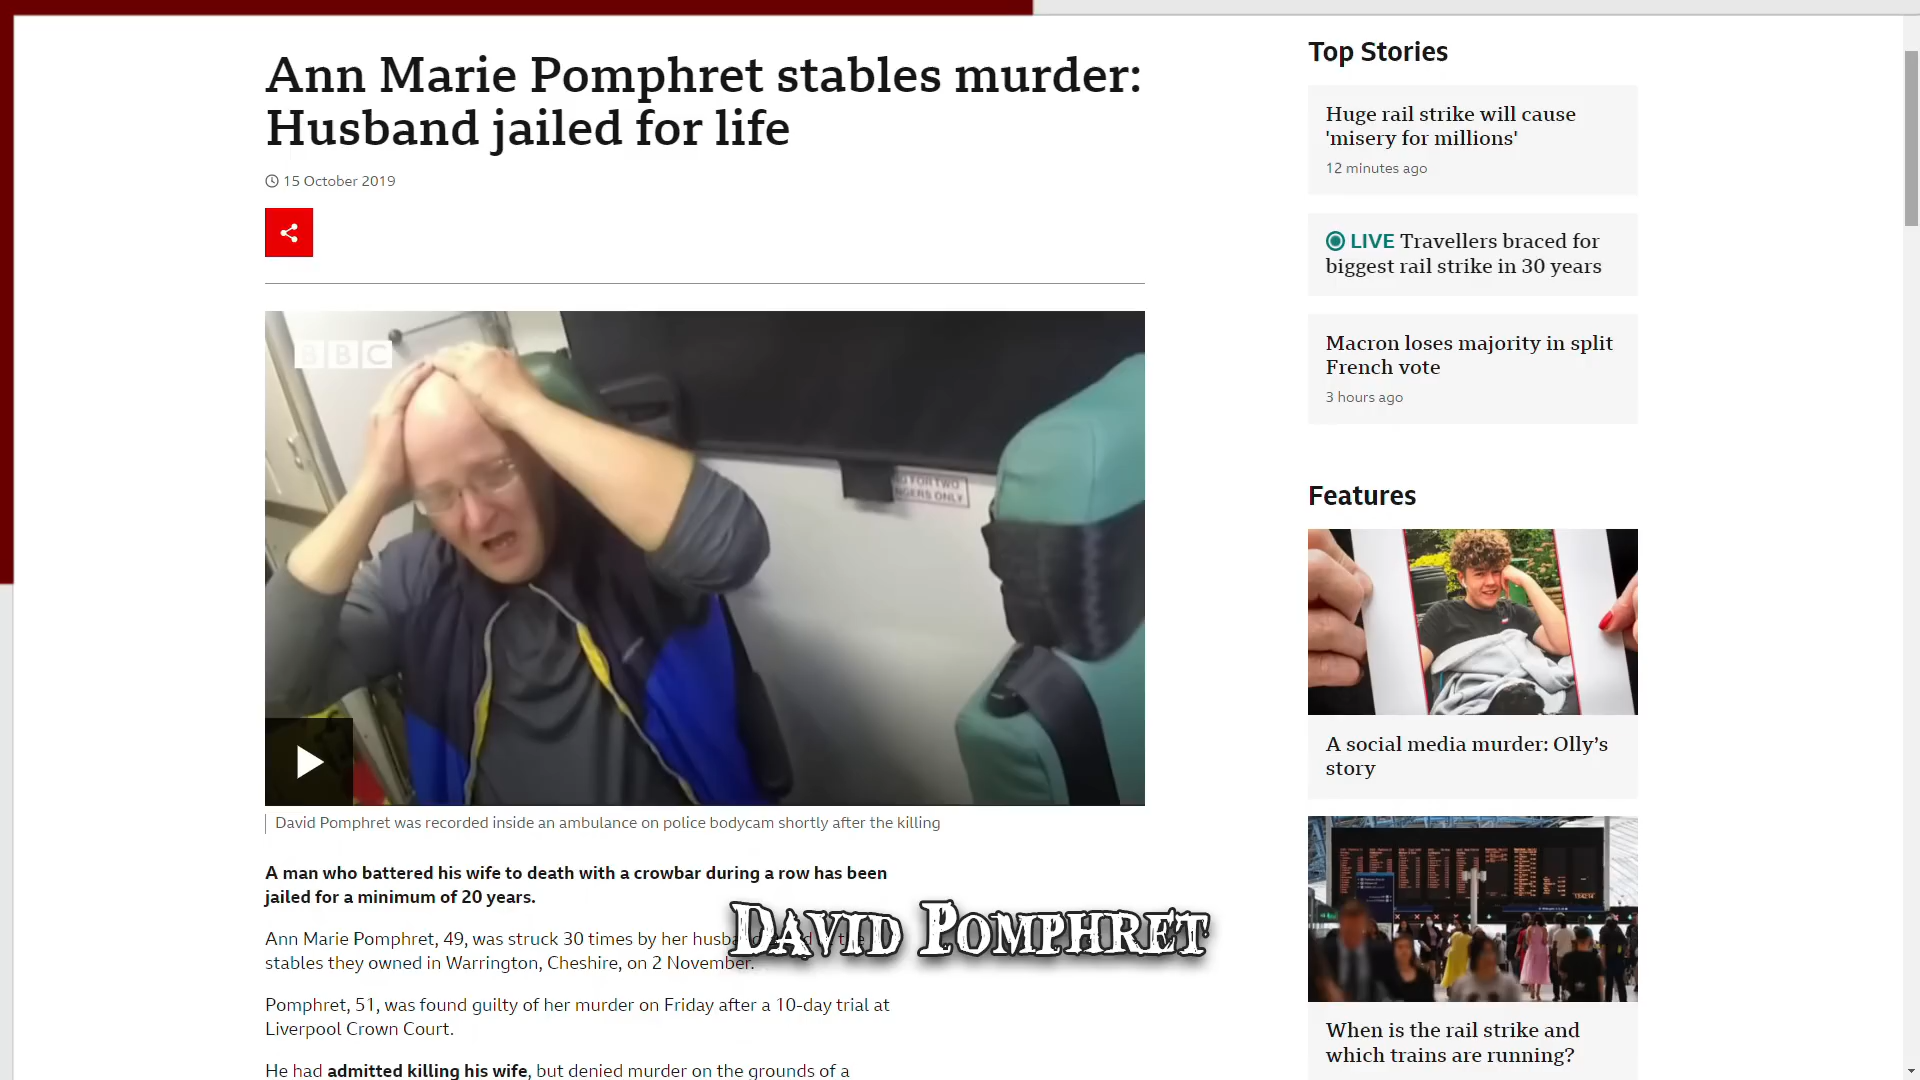 Ann Marie Pomphret stables murder:
Husband jailed for life
15 October 2019
BBC
NGERS ONLY
David Pomphret was recorded inside an ambulance on police bodycam shortly after the killing
A man who battered his wife to death with a crowbar during a row has been
jailed for a minimum of 20 years.
Ann Marie Pomphret, 49, was struck 30 times by her
stables they owned in Warrington, Cheshire, on 2 November.
David Pomphret
Pomphret, 51, was found guilty of her murder on Friday after a 10-day trial at
Liverpool Crown Court.
He had admitted killing his wife, but denied murder on the grounds of a
Top Stories
Huge rail strike will cause
'misery for millions'
12 minutes ago
LIVE Travellers braced for
biggest rail strike in 30 years
Macron loses majority in split
French vote
3 hours ago
Features
A social media murder: Olly’s
story
When is the rail strike and
which trains are running?